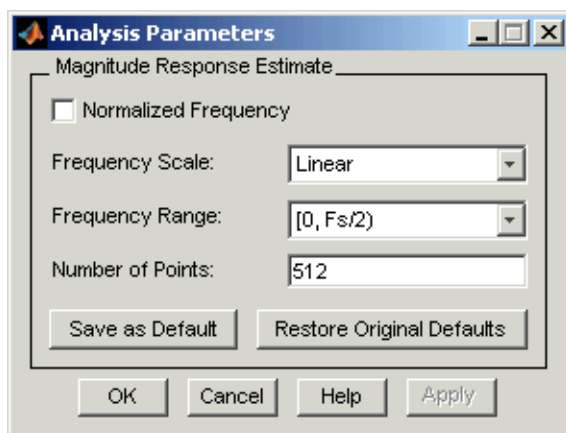 Analysis Parameters
Magnitude Response Estimate
Normalized Frequency
Frequency Scale: Linear
Frequency Range: [0, Fs/2)
Number of Points: 512
Save as Default Restore Original Defaults
OK Cancel Help Apply